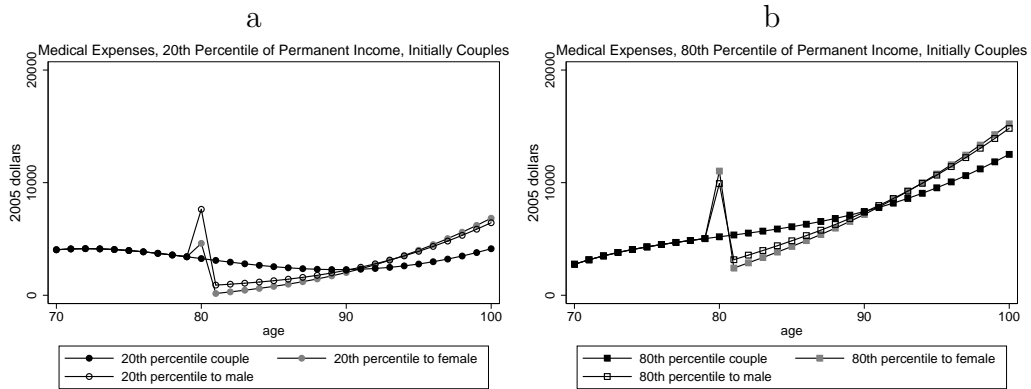 a
Medical Expenses, 20th Percentile of Permanent Income, Initially Couples
2005 dollars
20000
10000
0
70
80
90
100
age
20th percentile couple
20th percentile to female
20th percentile to male
b
Medical Expenses, 80th Percentile of Permanent Income, Initially Couples
2005 dollars
20000
10000
0
70
80
90
100
age
80th percentile couple
80th percentile to female
80th percentile to male